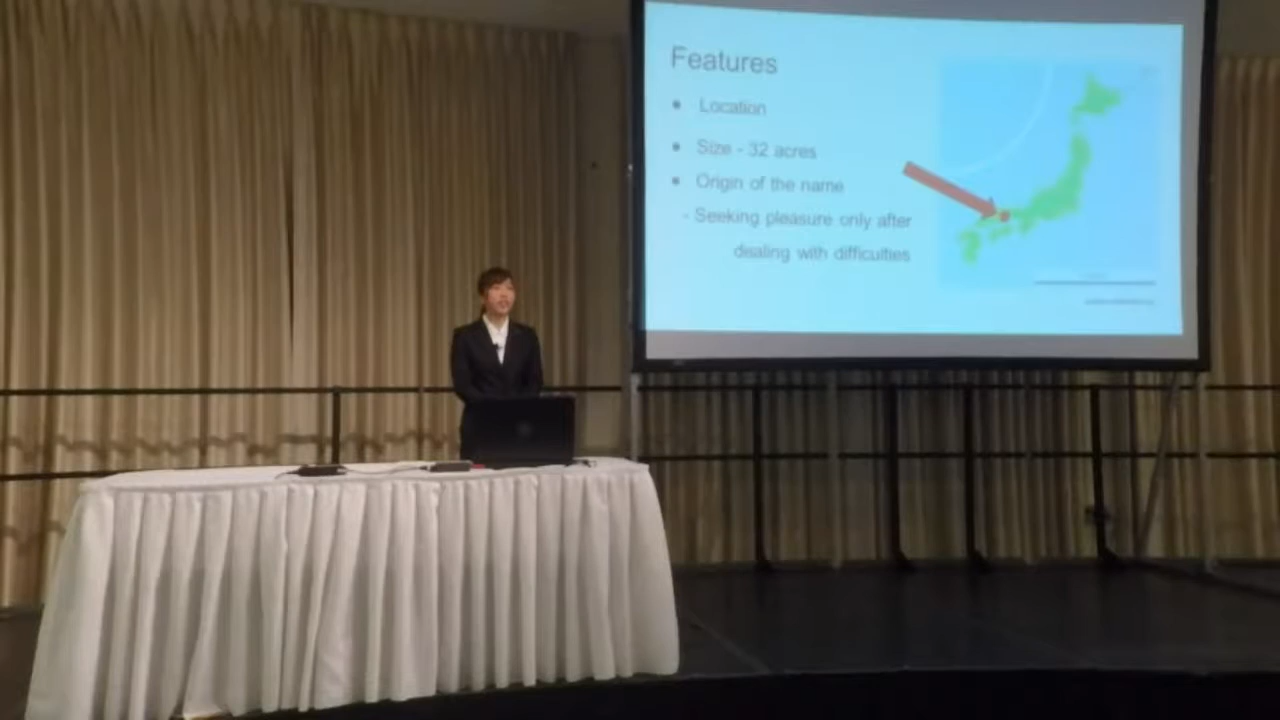 Features
• Location
• Size - 32 acres
• Origin of the name
- Seeking pleasure only after
dealing with difficulties